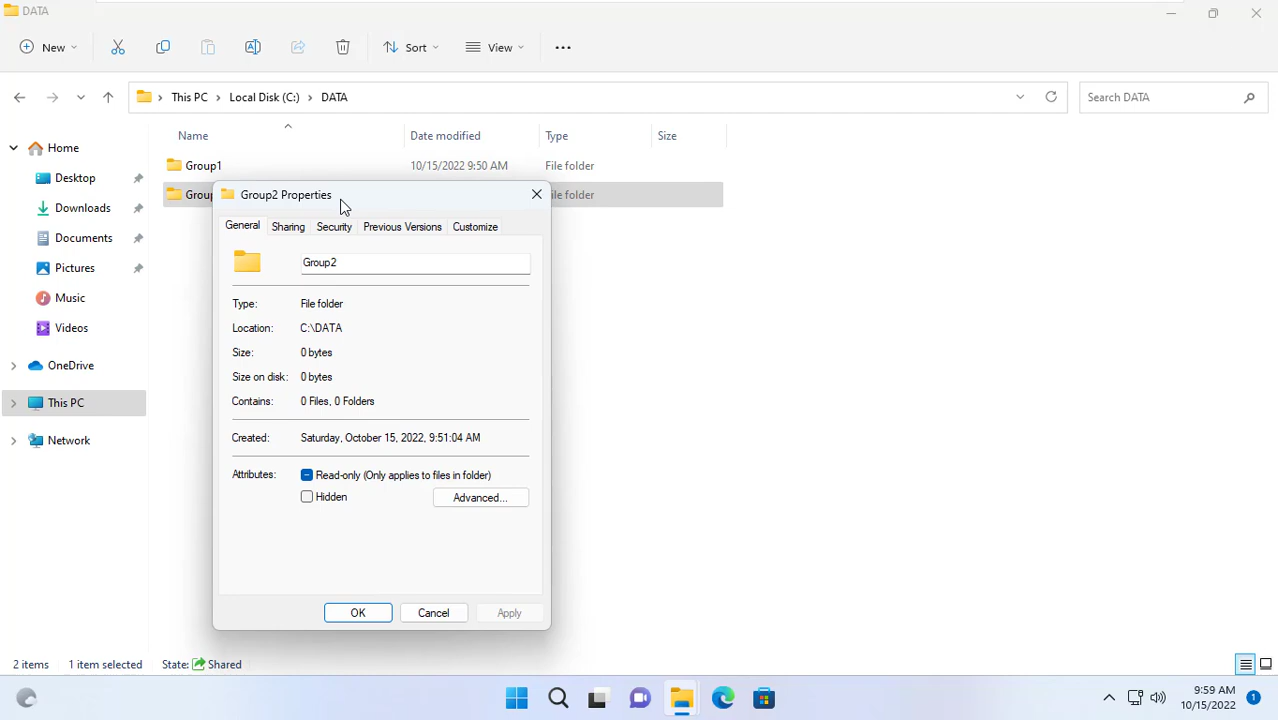 DATA
New
Sort
View
This PC
Local Disk (C:)
DATA
Search DATA
Name
Date modified
Type
Size
Home
Desktop
Downloads
Documents
Pictures
Music
Videos
OneDrive
This PC
Network
Group1
10/15/2022 9:50 AM
File folder
Group2 Properties
General
Sharing
Security
Previous Versions
Customize
Group2
Type:
File folder
Location:
C:\DATA
Size:
0 bytes
Size on disk:
0 bytes
Contains:
0 Files, 0 Folders
Created:
Saturday, October 15, 2022, 9:51:04 AM
Attributes:
Read-only (Only applies to files in folder)
Hidden
Advanced...
OK
Cancel
Apply
2 items
1 item selected
State:
Shared
9:59 AM
10/15/2022
1